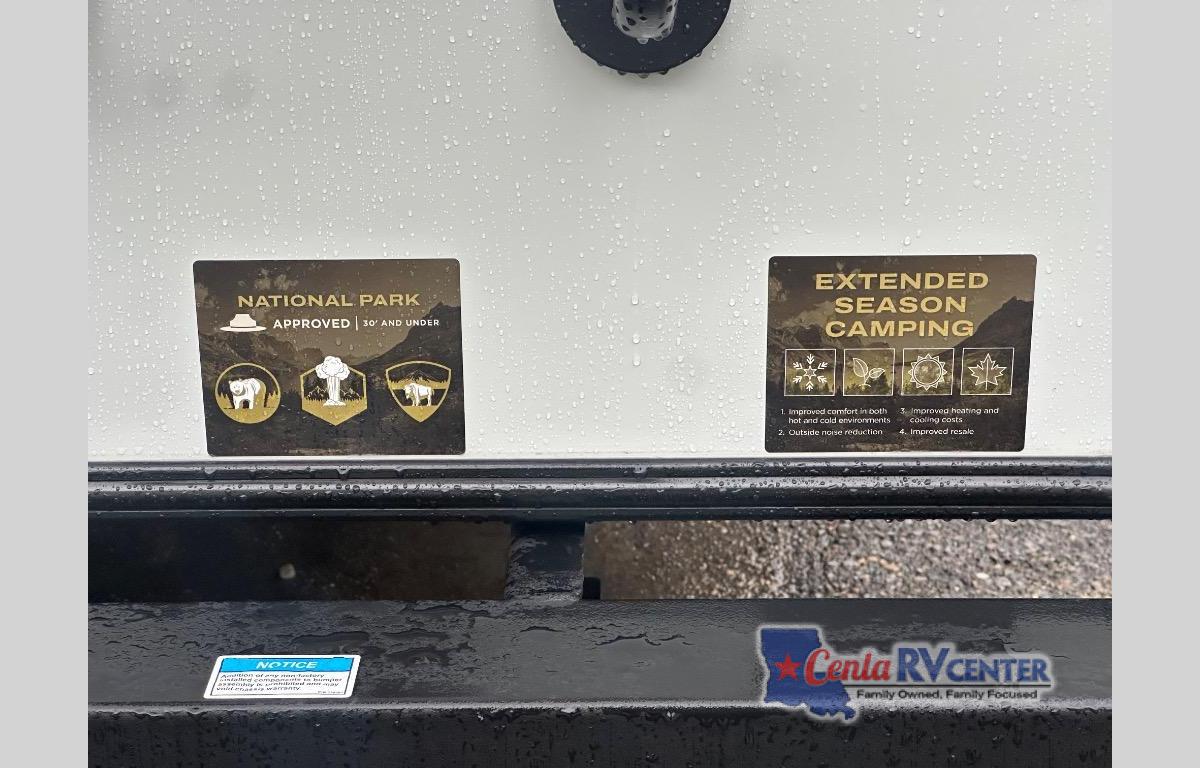 NATIONAL PARK
APPROVED | 30' AND UNDER
EXTENDED
SEASON
CAMPING
1. Improved comfort in both
hot and cold environments
2. Outside noise reduction
3. Improved heating and
cooling costs
4. Improved resale
NOTICE
Addition of any non-factory
installed components to bumper
assembly is prohibited and may
void chassis warranty.
Cenla RV CENTER
Family Owned, Family Focused